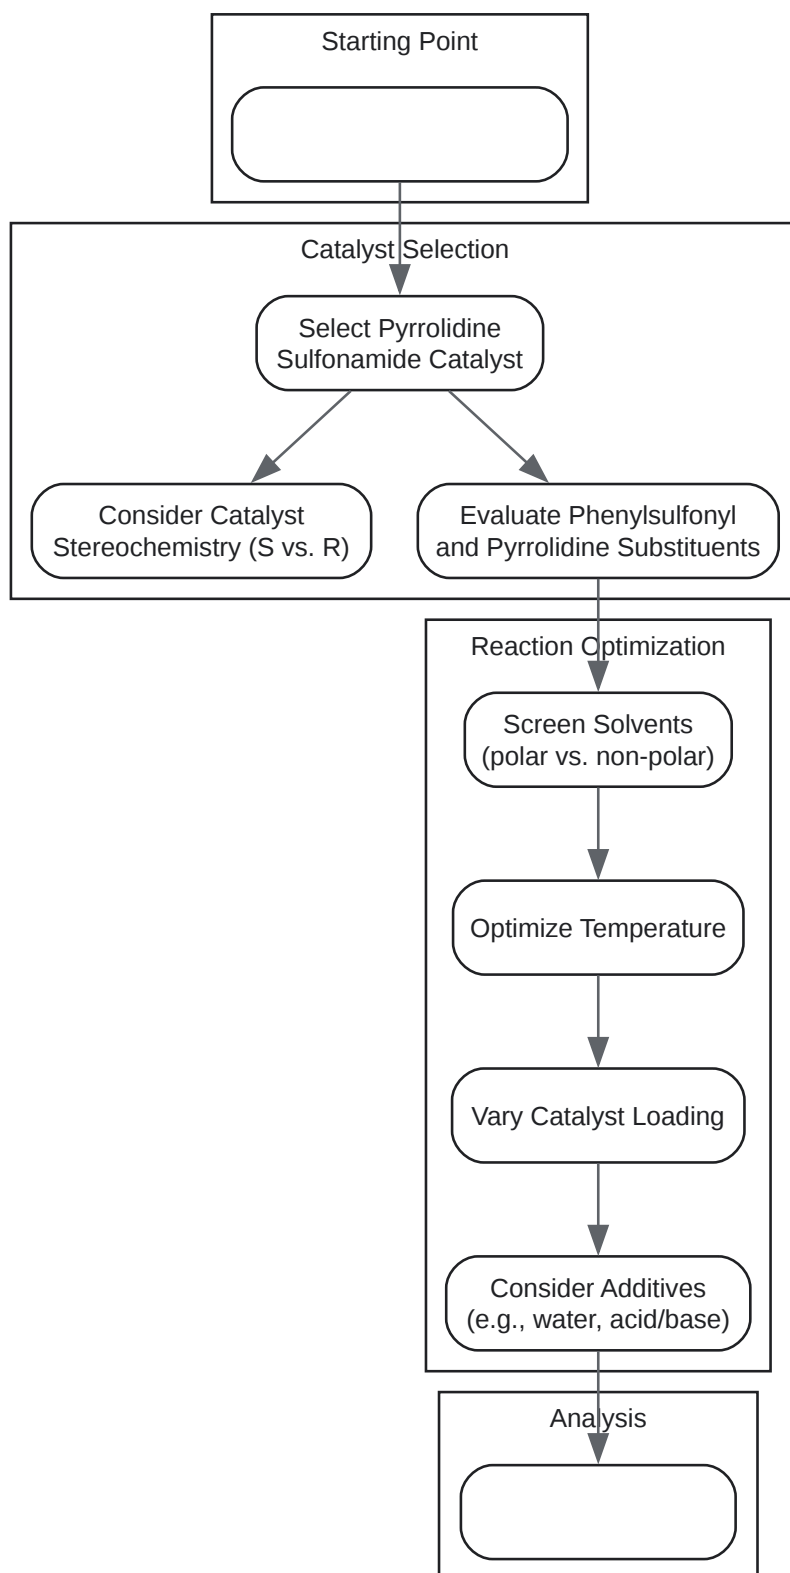 Starting Point
Catalyst Selection
Select Pyrrolidine
Sulfonamide Catalyst
Consider Catalyst
Stereochemistry (S vs. R)
Evaluate Phenylsulfonyl
and Pyrrolidine Substituents
Reaction Optimization
Screen Solvents
(polar vs. non-polar)
Optimize Temperature
Vary Catalyst Loading
Consider Additives
(e.g., water, acid/base)
Analysis